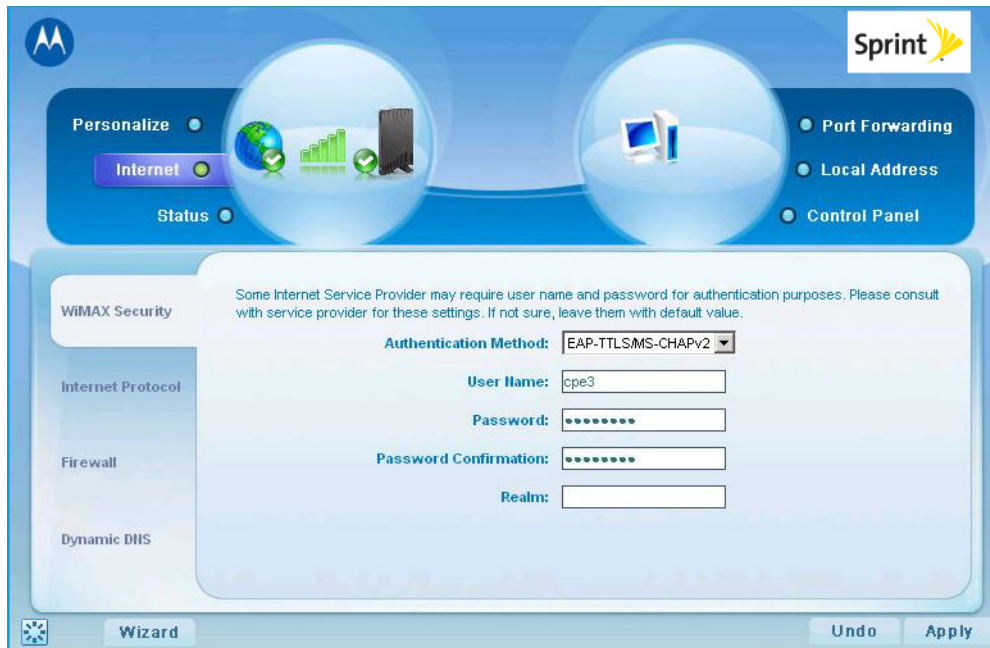 Sprint
Personalize
Internet
Status
Port Forwarding
Local Address
Control Panel
WiMAX Security
Internet Protocol
Firewall
Dynamic DNS
Some Internet Service Provider may require user name and password for authentication purposes. Please consult
with service provider for these settings. If not sure, leave them with default value.
Authentication Method: EAP-TTLS/MS-CHAPv2
User Name: cpe3
Password: ••••••••
Password Confirmation: ••••••••
Realm:
Wizard
Undo
Apply